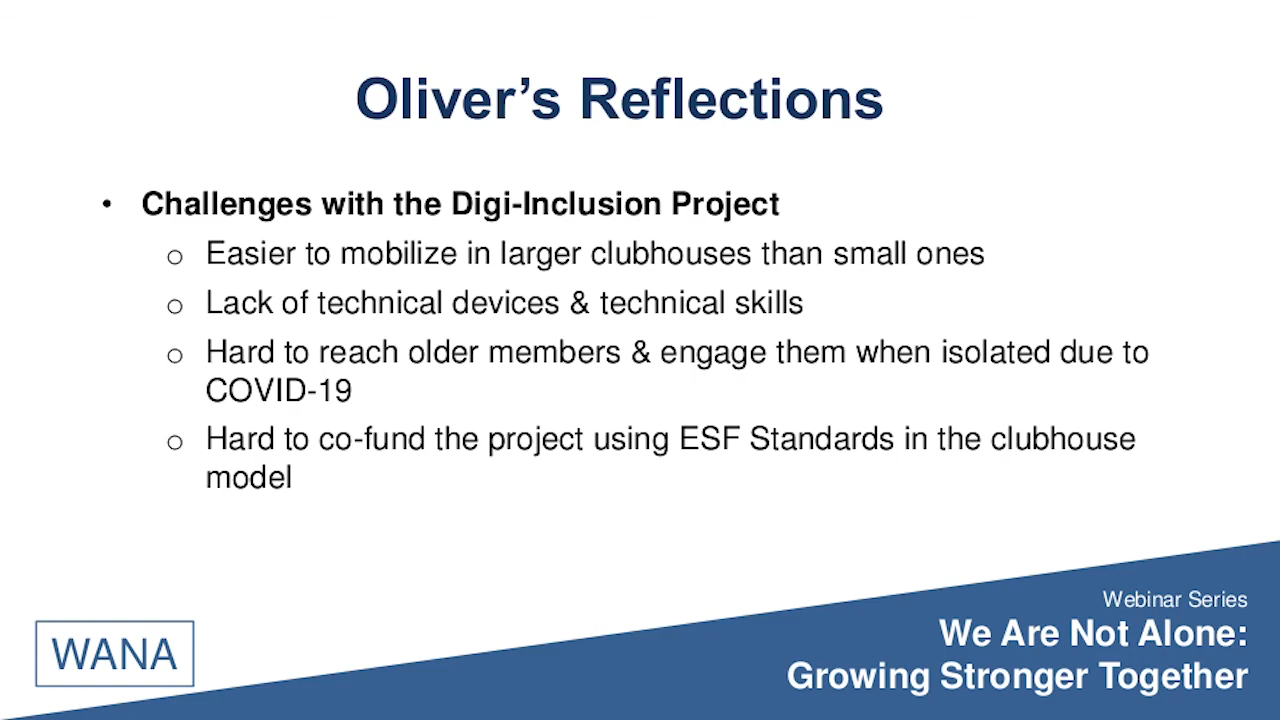 Oliver’s Reflections
• Challenges with the Digi-Inclusion Project
o Easier to mobilize in larger clubhouses than small ones
o Lack of technical devices & technical skills
o Hard to reach older members & engage them when isolated due to
COVID-19
o Hard to co-fund the project using ESF Standards in the clubhouse
model
WANA
Webinar Series
We Are Not Alone:
Growing Stronger Together